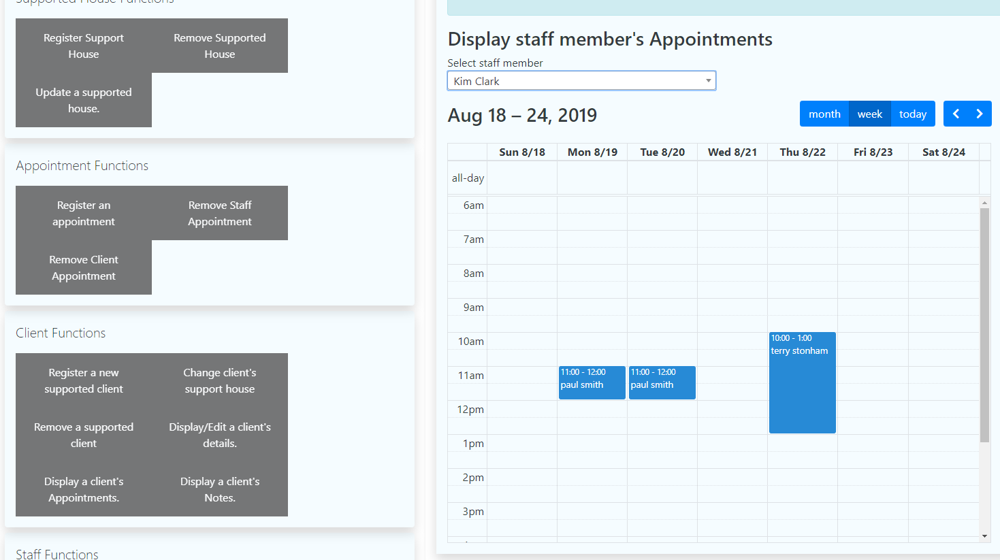 Supported House Functions
Register Support
House
Remove Supported
House
Update a supported
house.
Appointment Functions
Register an
appointment
Remove Staff
Appointment
Remove Client
Appointment
Client Functions
Register a new
supported client
Change client's
support house
Remove a supported
client
Display/Edit a client's
details.
Display a client's
Appointments.
Display a client's
Notes.
Staff Functions
Display staff member's Appointments
Select staff member
Kim Clark
Aug 18 – 24, 2019
month week today
Sun 8/18 Mon 8/19 Tue 8/20 Wed 8/21 Thu 8/22 Fri 8/23 Sat 8/24
all-day
6am
7am
8am
9am
10am
10:00 - 1:00
terry stonham
11am
11:00 - 12:00
paul smith
11:00 - 12:00
paul smith
12pm
1pm
2pm
3pm